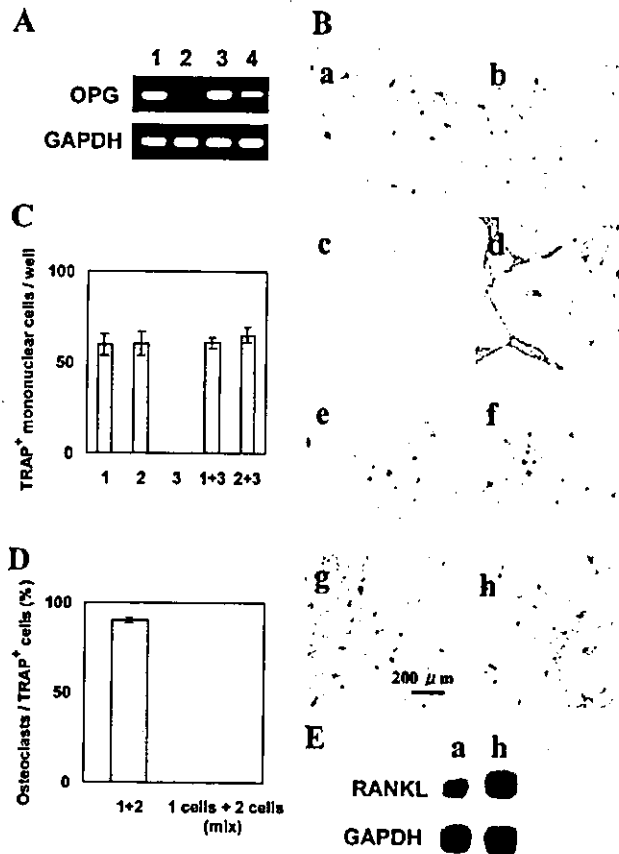 A
1 2 3 4
OPG
GAPDH
B
a b
c d
e f
g h
200 μm
C
TRAP+ mononuclear cells / well
100
50
0
1 2 3 1+3 2+3
D
Osteoclasts / TRAP+ cells (%)
100
50
0
1+2 1 cells + 2 cells
(mix)
E
a h
RANKL
GAPDH